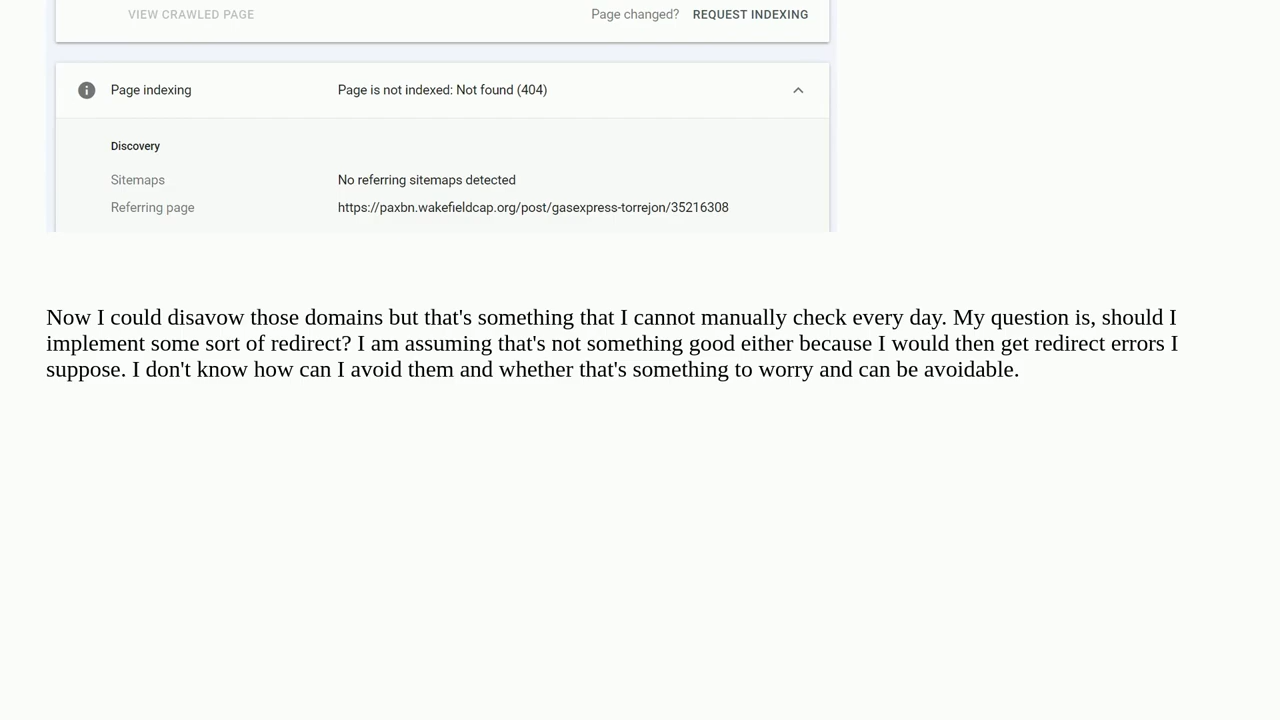 VIEW CRAWLED PAGE Page changed? REQUEST INDEXING
Page indexing Page is not indexed: Not found (404)
Discovery
Sitemaps No referring sitemaps detected
Referring page https://paxbn.wakefieldcap.org/post/gasexpress-torrejon/35216308
Now I could disavow those domains but that's something that I cannot manually check every day. My question is, should I
implement some sort of redirect? I am assuming that's not something good either because I would then get redirect errors I
suppose. I don't know how can I avoid them and whether that's something to worry and can be avoidable.